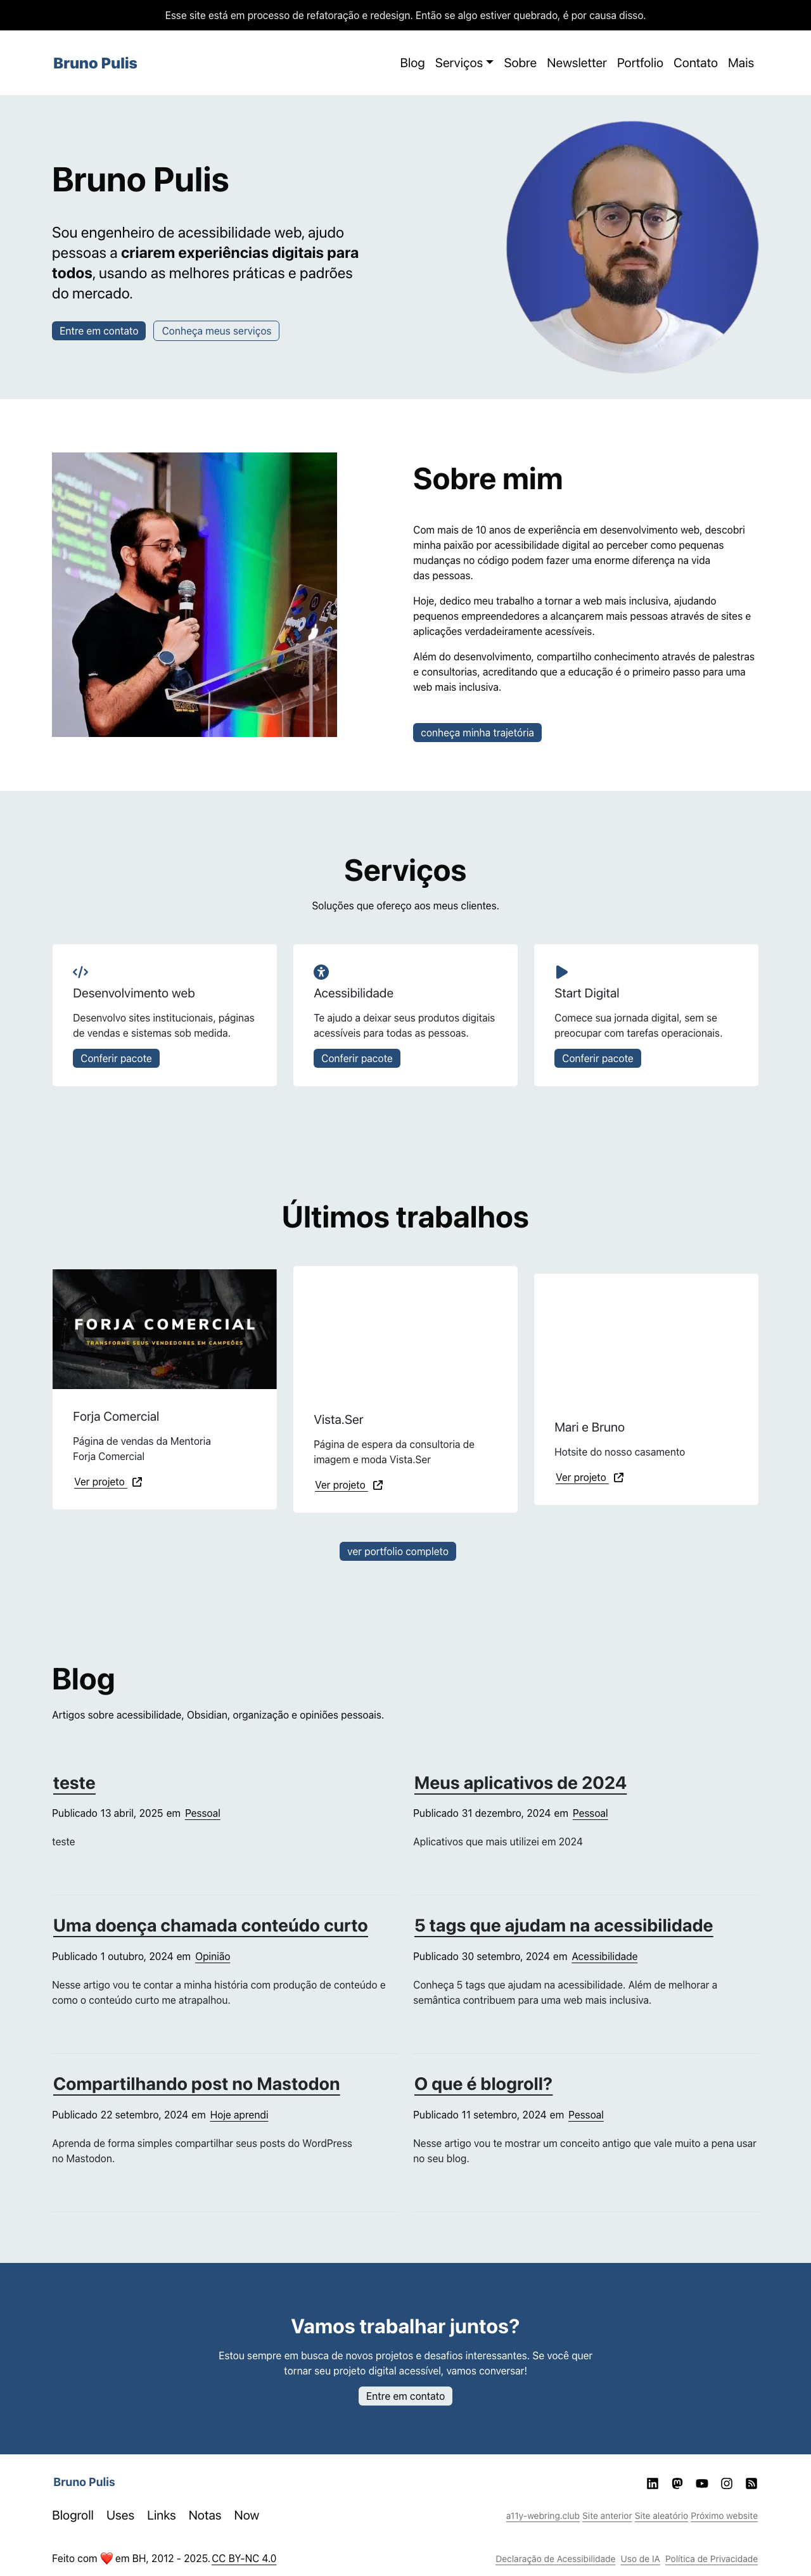 Esse site está em processo de refatoração e redesign. Então se algo estiver quebrado, é por causa disso.
Bruno Pulis
Blog Serviços Sobre Newsletter Portfolio Contato Mais
Bruno Pulis
Sou engenheiro de acessibilidade web, ajudo
pessoas a criarem experiências digitais para
todos, usando as melhores práticas e padrões
do mercado.
Entre em contato
Conheça meus serviços
Sobre mim
Com mais de 10 anos de experiência em desenvolvimento web, descobri
minha paixão por acessibilidade digital ao perceber como pequenas
mudanças no código podem fazer uma enorme diferença na vida
das pessoas.
Hoje, dedico meu trabalho a tornar a web mais inclusiva, ajudando
pequenos empreendedores a alcançarem mais pessoas através de sites e
aplicações verdadeiramente acessíveis.
Além do desenvolvimento, compartilho conhecimento através de palestras
e consultorias, acreditando que a educação é o primeiro passo para uma
web mais inclusiva.
conheça minha trajetória
Serviços
Soluções que ofereço aos meus clientes.
Desenvolvimento web
Desenvolvo sites institucionais, páginas
de vendas e sistemas sob medida.
Conferir pacote
Acessibilidade
Te ajudo a deixar seus produtos digitais
acessíveis para todas as pessoas.
Conferir pacote
Start Digital
Comece sua jornada digital, sem se
preocupar com tarefas operacionais.
Conferir pacote
Últimos trabalhos
FORJA COMERCIAL
TRANSFORME SEUS VENDEDORES EM CAMPEÕES
Forja Comercial
Página de vendas da Mentoria
Forja Comercial
Ver projeto
Vista.Ser
Página de espera da consultoria de
imagem e moda Vista.Ser
Ver projeto
Mari e Bruno
Hotsite do nosso casamento
Ver projeto
ver portfolio completo
Blog
Artigos sobre acessibilidade, Obsidian, organização e opiniões pessoais.
teste
Publicado 13 abril, 2025 em Pessoal
teste
Meus aplicativos de 2024
Publicado 31 dezembro, 2024 em Pessoal
Aplicativos que mais utilizei em 2024
Uma doença chamada conteúdo curto
Publicado 1 outubro, 2024 em Opinião
Nesse artigo vou te contar a minha história com produção de conteúdo e
como o conteúdo curto me atrapalhou.
5 tags que ajudam na acessibilidade
Publicado 30 setembro, 2024 em Acessibilidade
Conheça 5 tags que ajudam na acessibilidade. Além de melhorar a
semântica contribuem para uma web mais inclusiva.
Compartilhando post no Mastodon
Publicado 22 setembro, 2024 em Hoje aprendi
Aprenda de forma simples compartilhar seus posts do WordPress
no Mastodon.
O que é blogroll?
Publicado 11 setembro, 2024 em Pessoal
Nesse artigo vou te mostrar um conceito antigo que vale muito a pena usar
no seu blog.
Vamos trabalhar juntos?
Estou sempre em busca de novos projetos e desafios interessantes. Se você quer
tornar seu projeto digital acessível, vamos conversar!
Entre em contato
Bruno Pulis
Blogroll Uses Links Notas Now
a11y-webring.club Site anterior Site aleatório Próximo website
Feito com ❤️ em BH, 2012 - 2025. CC BY-NC 4.0
Declaração de Acessibilidade Uso de IA Política de Privacidade